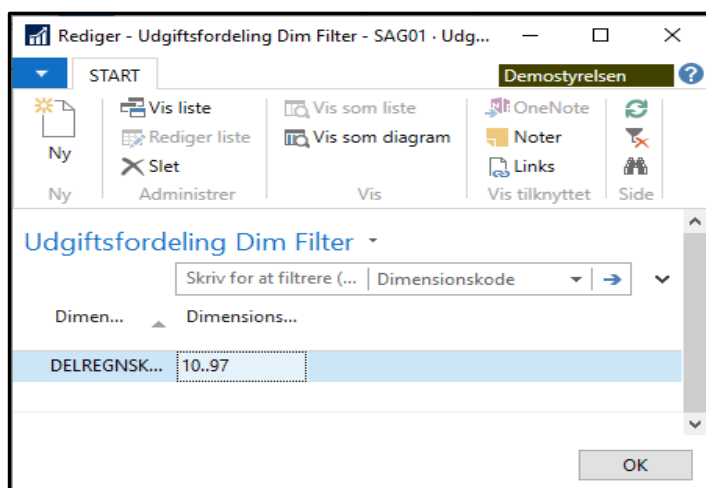 Rediger - Udgiftsfordeling Dim Filter - SAG01 · Udg...
START
Demostyrelsen
Ny
Vis liste
Rediger liste
Slet
Vis som liste
Vis som diagram
OneNote
Noter
Links
Ny
Administrer
Vis
Vis tilknyttet
Side
Udgiftsfordeling Dim Filter
Skriv for at filtrere (... Dimensionskode
Dimen... Dimensions...
DELREGNSK... 10..97
OK